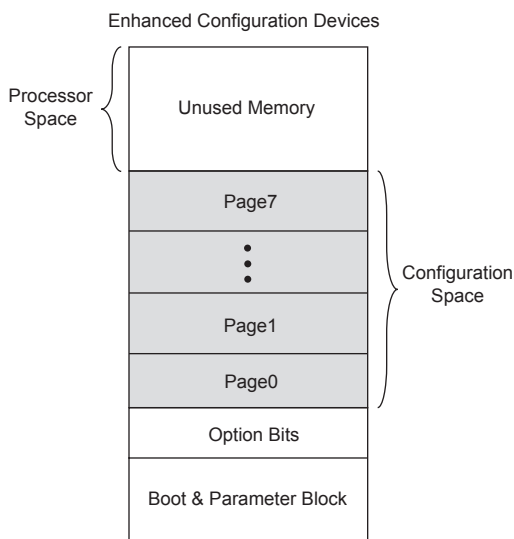 Enhanced Configuration Devices
Processor
Space
Unused Memory
Page7
Configuration
Space
Page1
Page0
Option Bits
Boot & Parameter Block